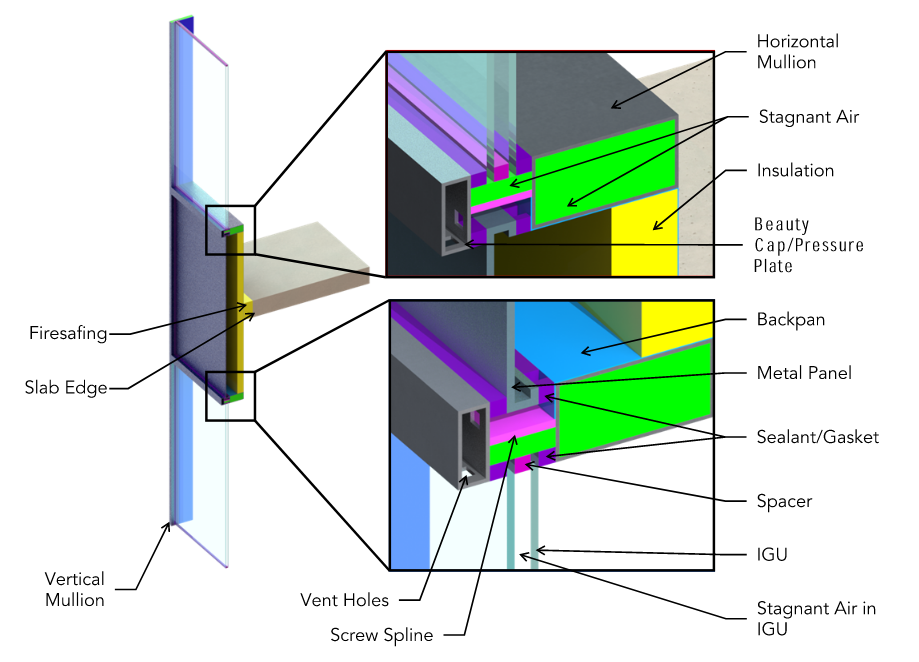 Horizontal
Mullion
Stagnant Air
Insulation
Beauty
Cap/Pressure
Plate
Firesafing
Slab Edge
Backpan
Metal Panel
Sealant/Gasket
Spacer
IGU
Vertical
Mullion
Vent Holes
Screw Spline
Stagnant Air in
IGU